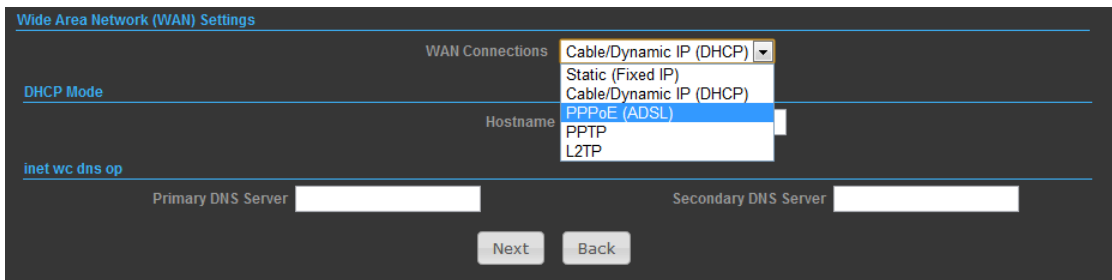 Wide Area Network (WAN) Settings
WAN Connections Cable/Dynamic IP (DHCP)
Static (Fixed IP)
Cable/Dynamic IP (DHCP)
PPPoE (ADSL)
PPTP
L2TP
DHCP Mode
Hostname
inet wc dns op
Primary DNS Server Secondary DNS Server
Next Back